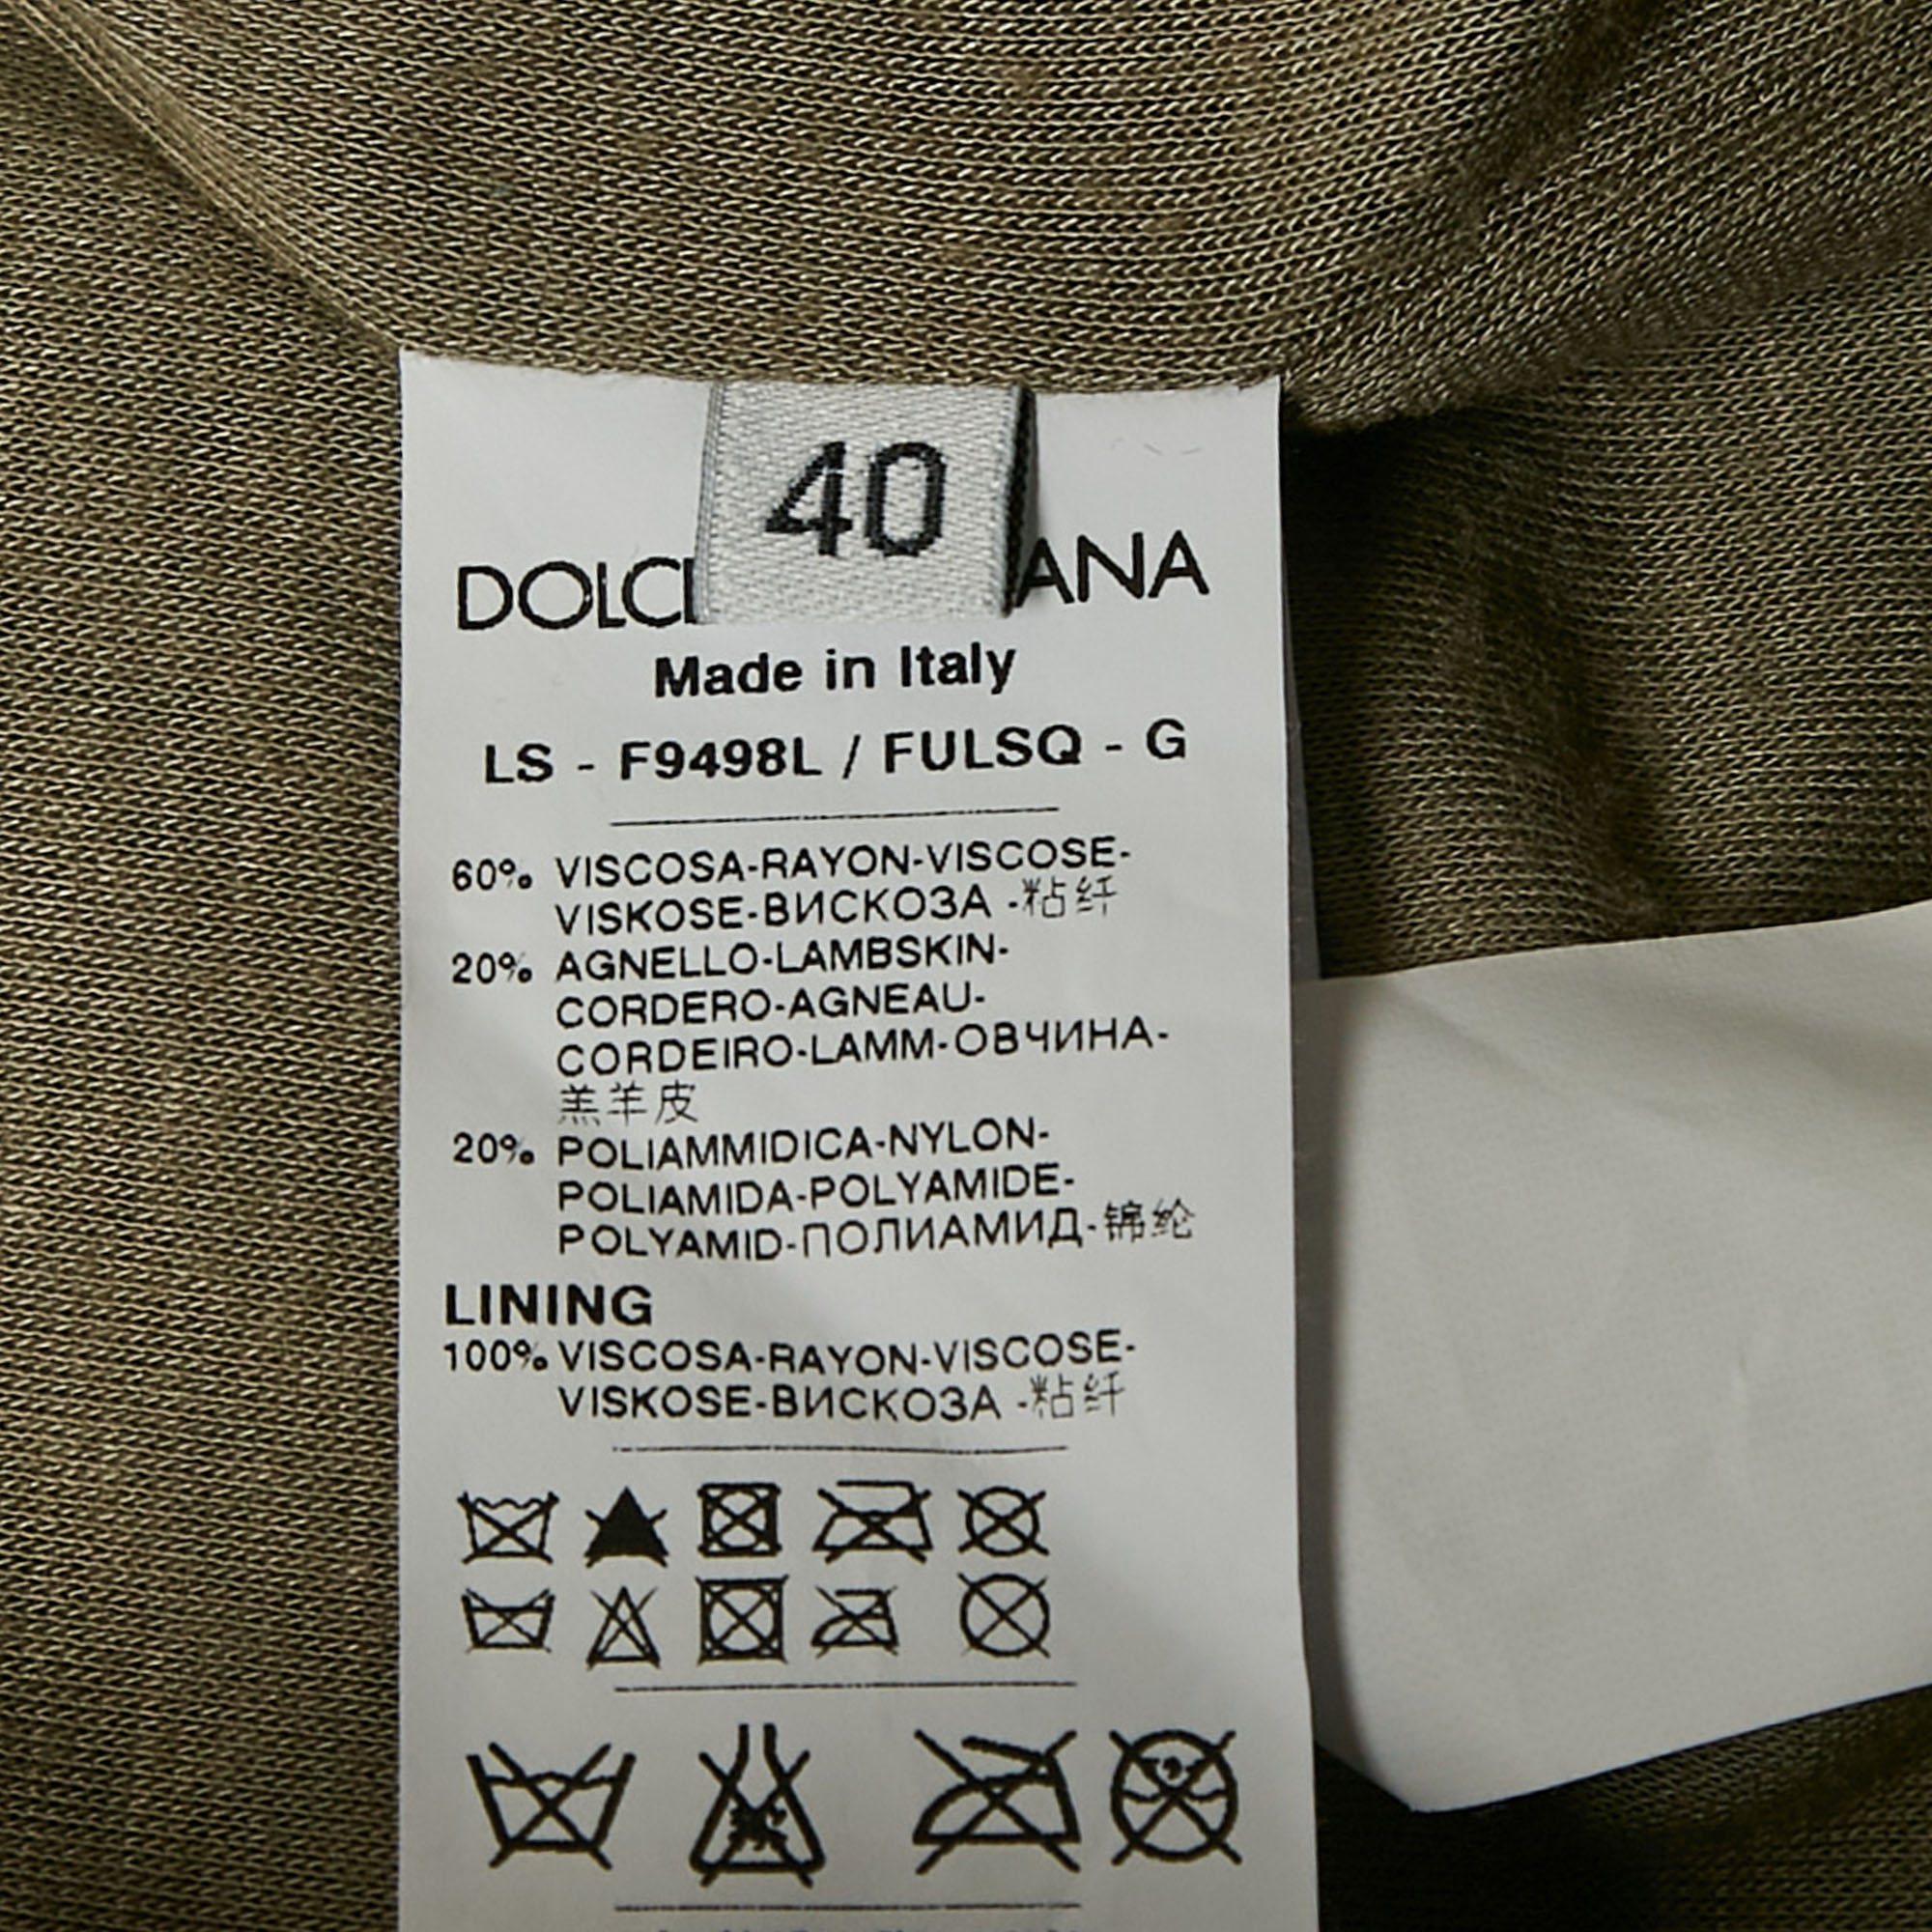 40
DOLC ANA
Made in Italy
LS - F9498L / FULSQ - G
60% VISCOSA-RAYON-VISCOSE-
VISKOSE-ВИСКОЗА -粘纤
20% AGNELLO-LAMBSKIN-
CORDERO-AGNEAU-
CORDEIRO-LAMM-ОВЧИНА-
羔羊皮
20% POLIAMMIDICA-NYLON-
POLIAMIDA-POLYAMIDE-
POLYAMID-ПОЛИАМИД-锦纶
LINING
100% VISCOSA-RAYON-VISCOSE-
VISKOSE-ВИСКОЗА -粘纤